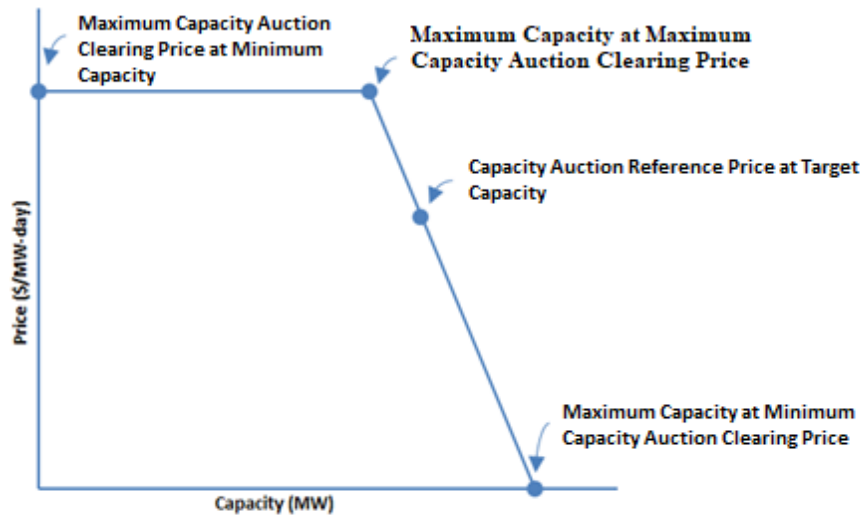 Maximum Capacity Auction
Clearing Price at Minimum
Capacity
Maximum Capacity at Maximum
Capacity Auction Clearing Price
Capacity Auction Reference Price at Target
Capacity
Price ($/MW-day)
Maximum Capacity at Minimum
Capacity Auction Clearing Price
Capacity (MW)